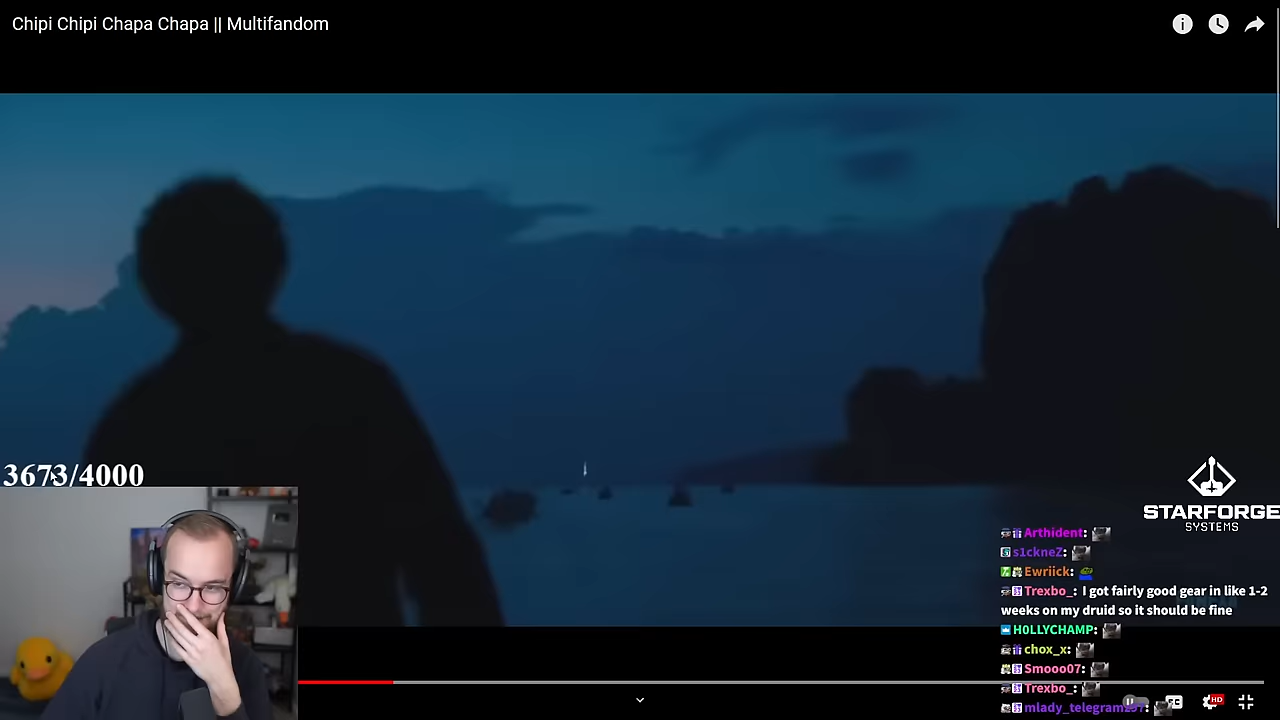 Chipi Chipi Chapa Chapa || Multifandom
3673/4000
STARFORGE
SYSTEMS
Arthident:
s1ckneZ:
Ewriick:
Trexbo_: I got fairly good gear in like 1-2
weeks on my druid so it should be fine
H0LLYCHAMP:
chox_x:
Smooo07:
Trexbo_:
HD